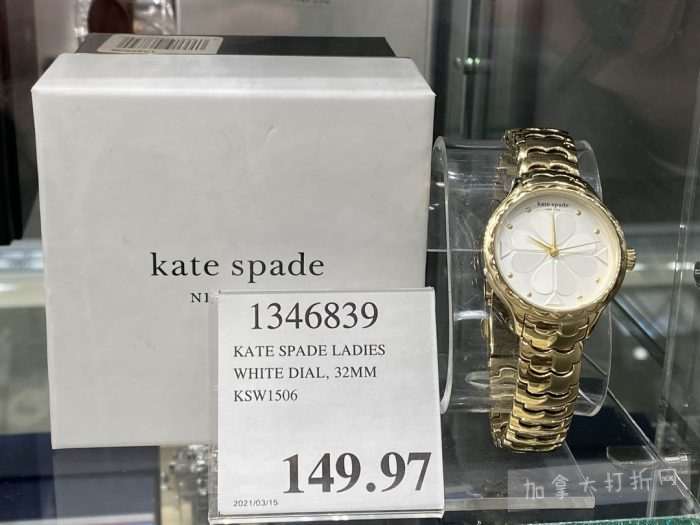 kate spade
kate spade
1346839
KATE SPADE LADIES
WHITE DIAL, 32MM
KSW1506
149.97
2021/03/15
加拿大打折网